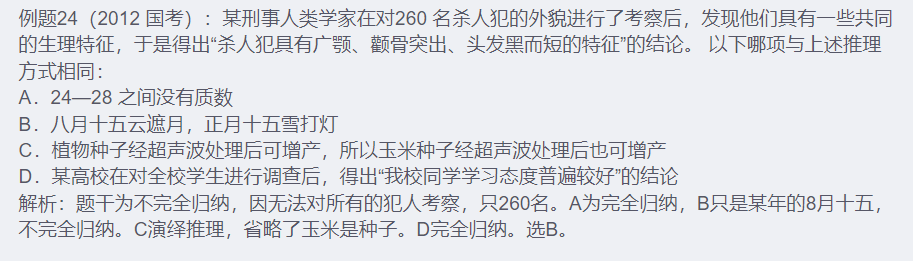 例题24（2012 国考）：某刑事人类学家在对260 名杀人犯的外貌进行了考察后，发现他们具有一些共同
的生理特征，于是得出“杀人犯具有广颚、颧骨突出、头发黑而短的特征”的结论。 以下哪项与上述推理
方式相同：
A．24—28 之间没有质数
B．八月十五云遮月，正月十五雪打灯
C．植物种子经超声波处理后可增产，所以玉米种子经超声波处理后也可增产
D．某高校在对全校学生进行调查后，得出“我校同学学习态度普遍较好”的结论
解析：题干为不完全归纳，因无法对所有的犯人考察，只260名。A为完全归纳，B只是某年的8月十五，
不完全归纳。C演绎推理，省略了玉米是种子。D完全归纳。选B。